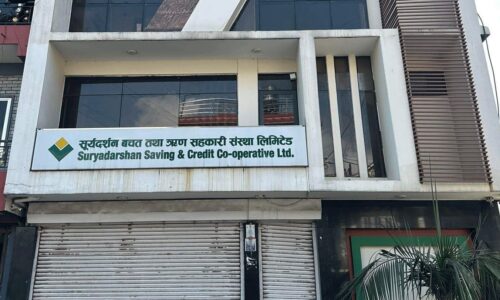 सूर्यदर्शन बचत तथा ऋण सहकारी संस्था लिमिटेड
Suryadarshan Saving & Credit Co-operative Ltd.